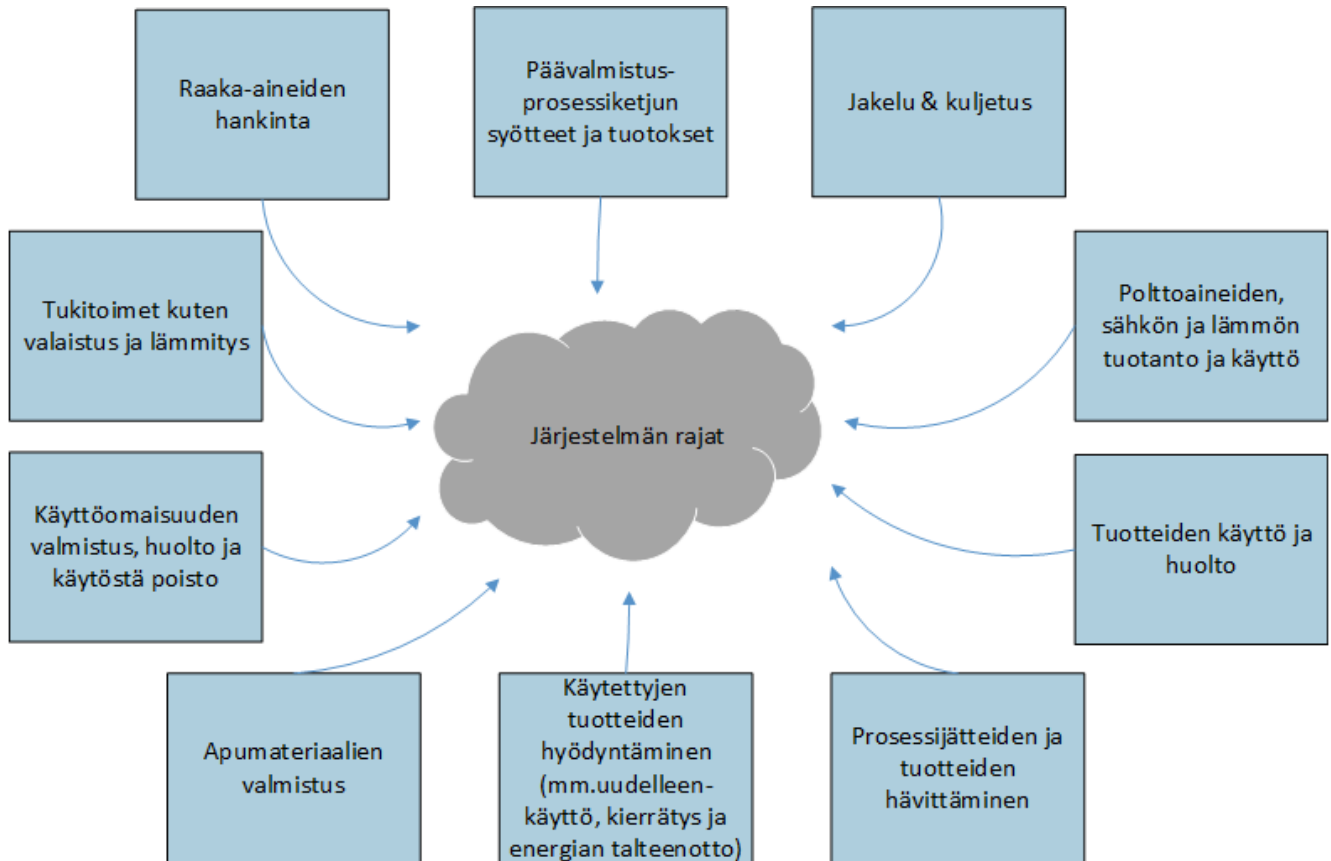 Raaka-aineiden
hankinta
Päävalmistus-
prosessiketjun
syötteet ja tuotokset
Jakelu & kuljetus
Tukitoimet kuten
valaistus ja lämmitys
Polttoaineiden,
sähkön ja lämmön
tuotanto ja käyttö
Järjestelmän rajat
Käyttöomaisuuden
valmistus, huolto ja
käytöstä poisto
Tuotteiden käyttö ja
huolto
Apumateriaalien
valmistus
Käytettyjen
tuotteiden
hyödyntäminen
(mm.uudelleen-
käyttö, kierrätys ja
energian talteenotto)
Prosessijätteiden ja
tuotteiden
hävittäminen